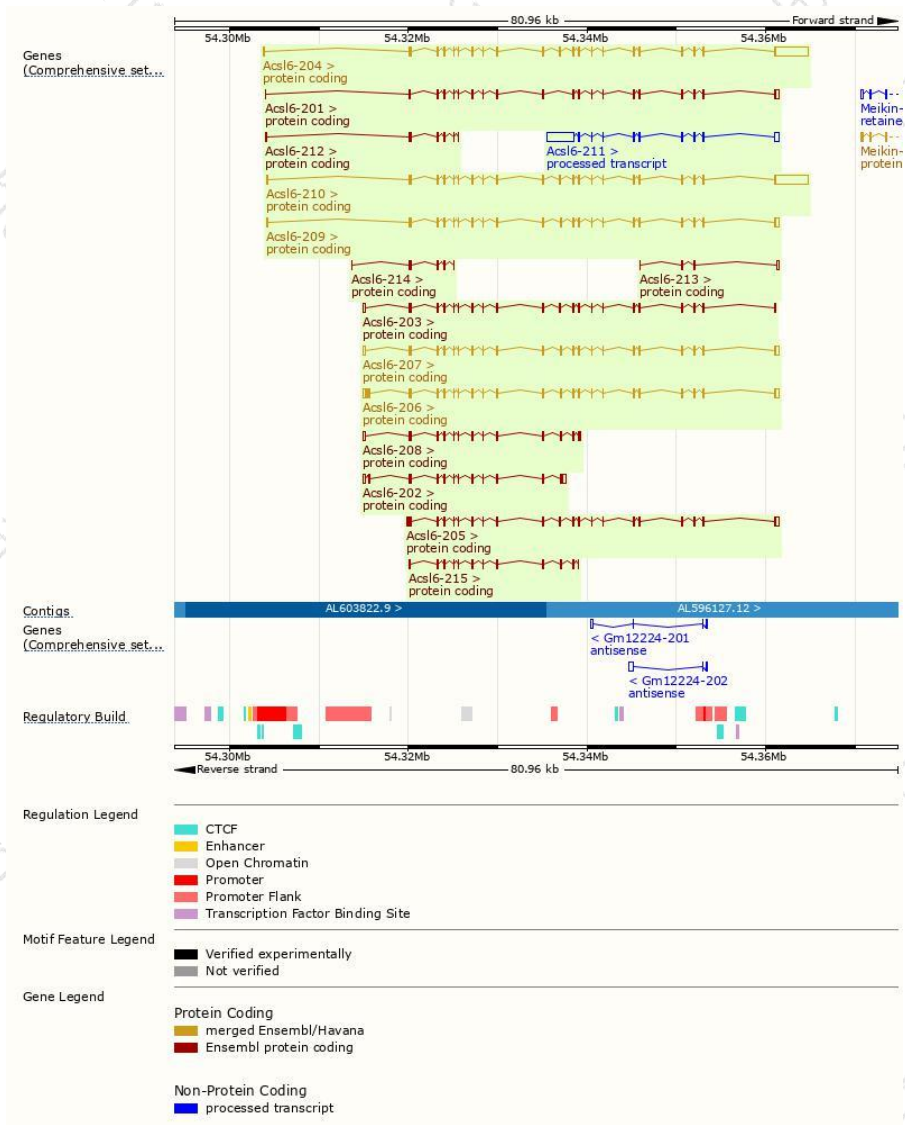 80.96 kb
Forward strand
54.30Mb 54.32Mb 54.34Mb 54.36Mb
Genes
(Comprehensive set...
Acsl6-204 >
protein coding
Acsl6-201 >
protein coding
Meikin-
retaine
Acsl6-212 >
protein coding
Acsl6-211 >
processed transcript
Meikin-
protein
Acsl6-210 >
protein coding
Acsl6-209 >
protein coding
Acsl6-214 >
protein coding
Acsl6-213 >
protein coding
Acsl6-203 >
protein coding
Acsl6-207 >
protein coding
Acsl6-206 >
protein coding
Acsl6-208 >
protein coding
Acsl6-202 >
protein coding
Acsl6-205 >
protein coding
Acsl6-215 >
protein coding
Contigs
AL603822.9 >
AL596127.12 >
Genes
(Comprehensive set...
< Gm12224-201
antisense
< Gm12224-202
antisense
Regulatory Build
54.30Mb 54.32Mb 54.34Mb 54.36Mb
Reverse strand
80.96 kb
Regulation Legend
CTCF
Enhancer
Open Chromatin
Promoter
Promoter Flank
Transcription Factor Binding Site
Motif Feature Legend
Verified experimentally
Not verified
Gene Legend
Protein Coding
merged Ensembl/Havana
Ensembl protein coding
Non-Protein Coding
processed transcript